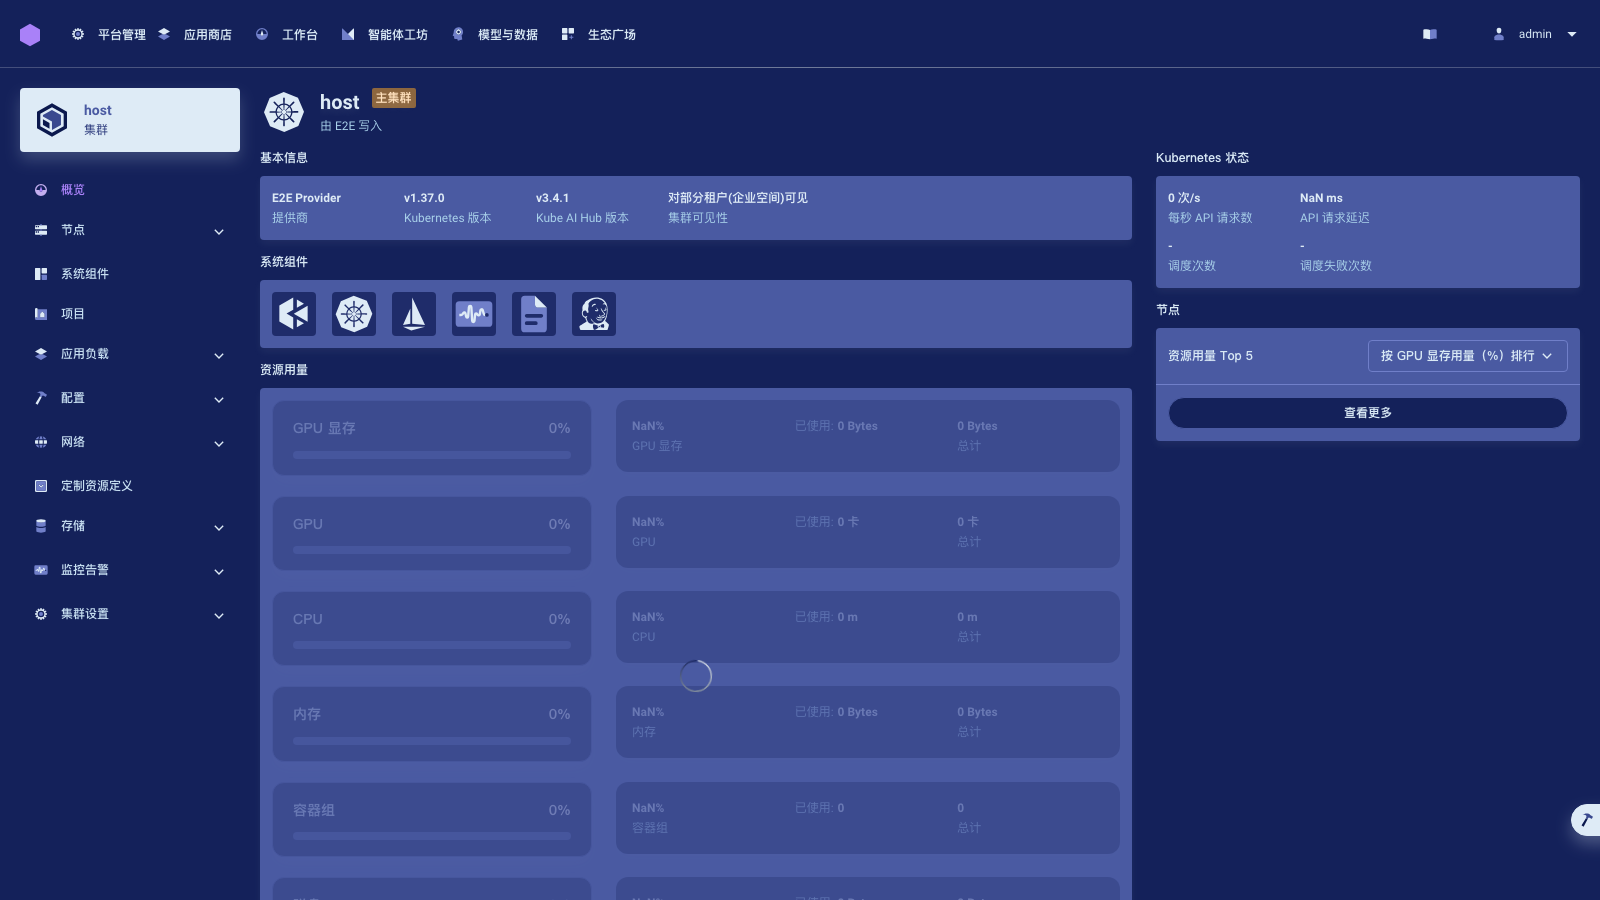 平台管理
应用商店
工作台
智能体工坊
模型与数据
生态广场
admin
host
集群
概览
节点
系统组件
项目
应用负载
配置
网络
定制资源定义
存储
监控告警
集群设置
host
主集群
由 E2E 写入
基本信息
E2E Provider
提供商
v1.37.0
Kubernetes 版本
v3.4.1
Kube AI Hub 版本
对部分租户(企业空间)可见
集群可见性
系统组件
资源用量
GPU 显存 0%
NaN%
GPU 显存
已使用: 0 Bytes
0 Bytes
总计
GPU 0%
NaN%
GPU
已使用: 0 卡
0 卡
总计
CPU 0%
NaN%
CPU
已使用: 0 m
0 m
总计
内存 0%
NaN%
内存
已使用: 0 Bytes
0 Bytes
总计
容器组 0%
NaN%
容器组
已使用: 0
0
总计
Kubernetes 状态
0 次/s
每秒 API 请求数
NaN ms
API 请求延迟
-
调度次数
-
调度失败次数
节点
资源用量 Top 5
按 GPU 显存用量（%）排行
查看更多